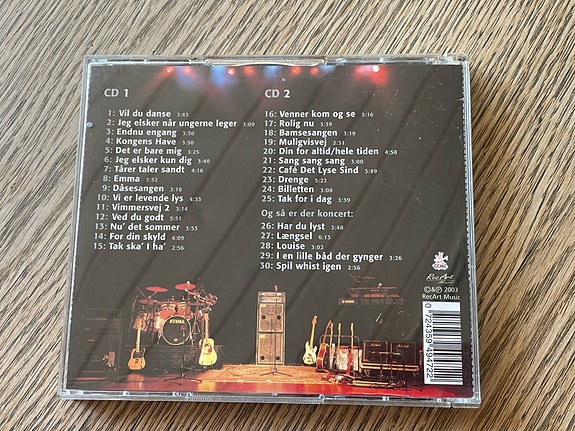 CD 1
1: Vil du danse 3:43
2: Jeg elsker når ungerne leger 3:09
3: Endnu engang 3:50
4: Kongens Have 3:50
5: Det er bare mig 3:25
6: Jeg elsker kun dig 3:40
7: Tårer taler sandt 4:16
8: Emma 5:52
9: Dåsesangen 3:18
10: Vi er levende lys 4:33
11: Vimmersvej 2 3:14
12: Ved du godt 5:51
13: Nu' det sommer 3:53
14: For din skyld 4:09
15: Tak ska' I ha' 2:56
CD 2
16: Venner kom og se 3:16
17: Rolig nu 3:39
18: Bamsesangen 3:19
19: Muligvisvej 2:31
20: Din for altid/hele tiden 4:58
21: Sang sang sang 3:00
22: Café Det Lyse Sind 3:49
23: Drenge 5:22
24: Billetten 3:08
25: Tak for i dag 3:39
Og så er der koncert:
26: Har du lyst 3:48
27: Længsel 6:13
28: Louise 3:02
29: I en lille båd der gynger 3:26
30: Spil whist igen 2:56
TAMA
RecArt
Music
©&℗ 2003
RecArt Music
0 724359 494722